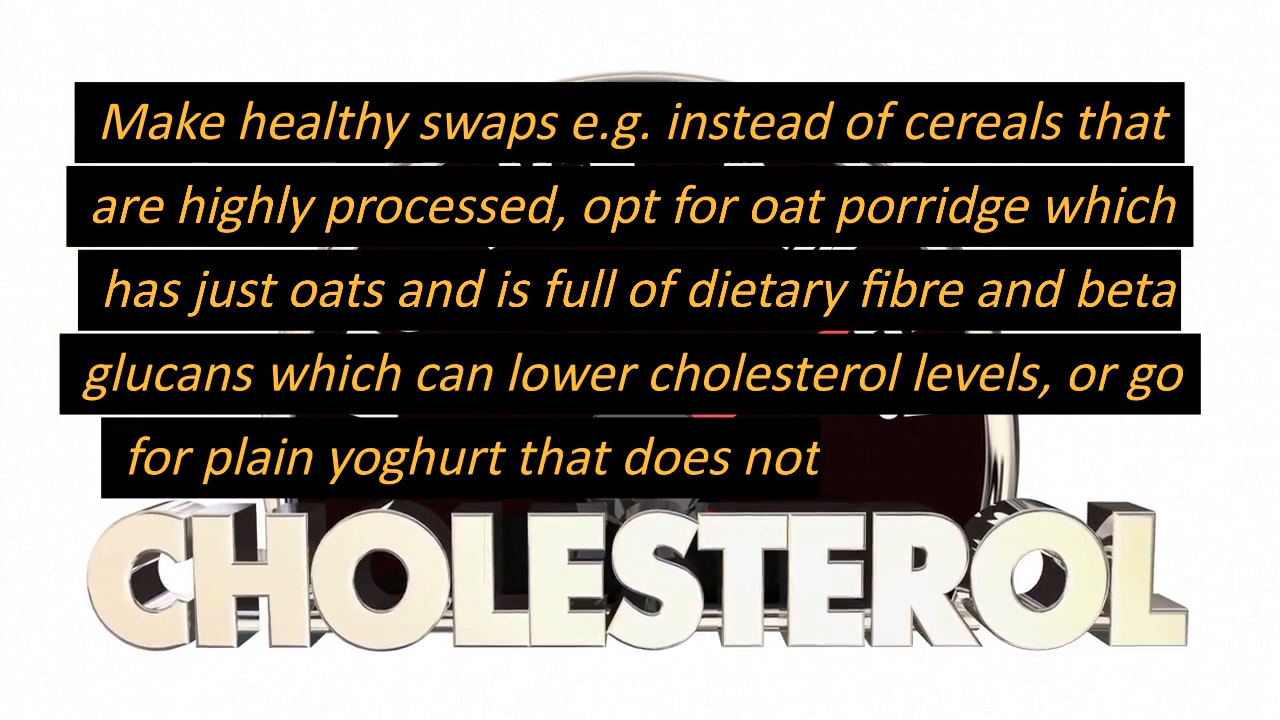 Make healthy swaps e.g. instead of cereals that
are highly processed, opt for oat porridge which
has just oats and is full of dietary fibre and beta
glucans which can lower cholesterol levels, or go
for plain yoghurt that does not
CHOLESTEROL